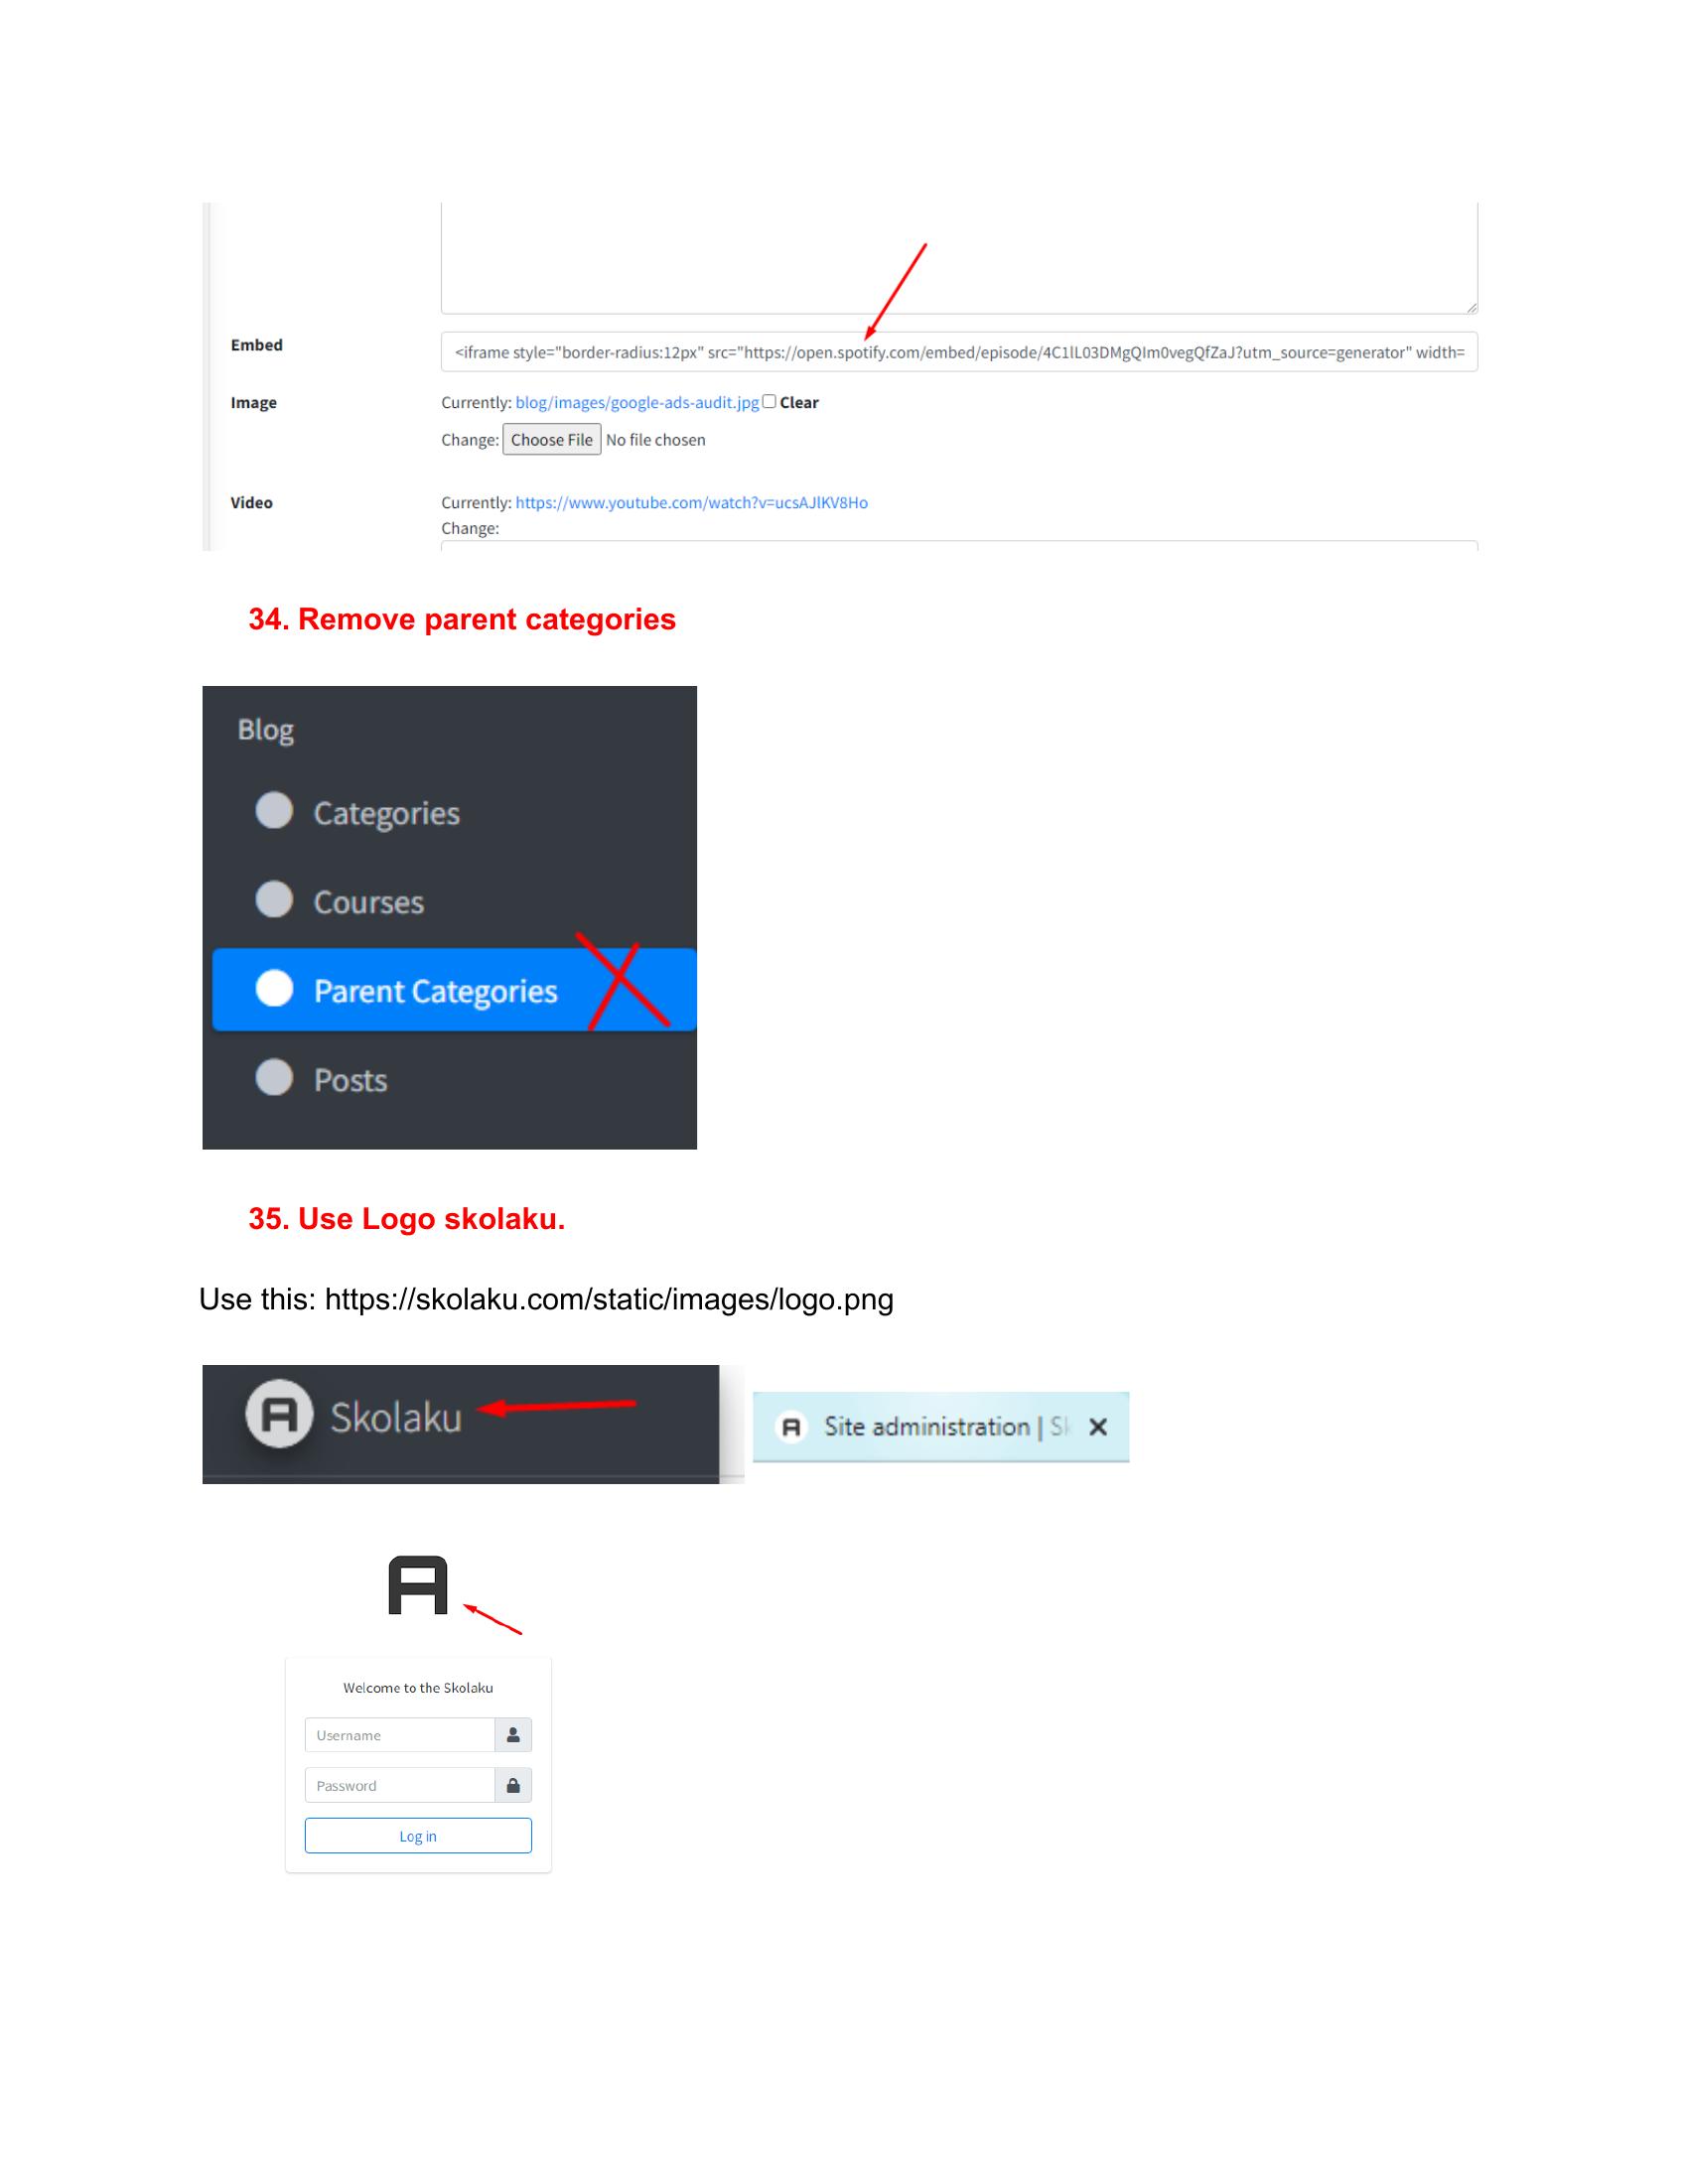 Embed
<iframe style="border-radius:12px" src="https://open.spotify.com/embed/episode/4C1lL03DMgQIm0vegQfZaJ?utm_source=generator" width=
Image
Currently: blog/images/google-ads-audit.jpg Clear
Change: Choose File No file chosen
Video
Currently: https://www.youtube.com/watch?v=ucsAJlKV8Ho
Change:
34. Remove parent categories
Blog
Categories
Courses
Parent Categories
Posts
35. Use Logo skolaku.
Use this: https://skolaku.com/static/images/logo.png
Skolaku
Site administration | Sk
Welcome to the Skolaku
Username
Password
Log in